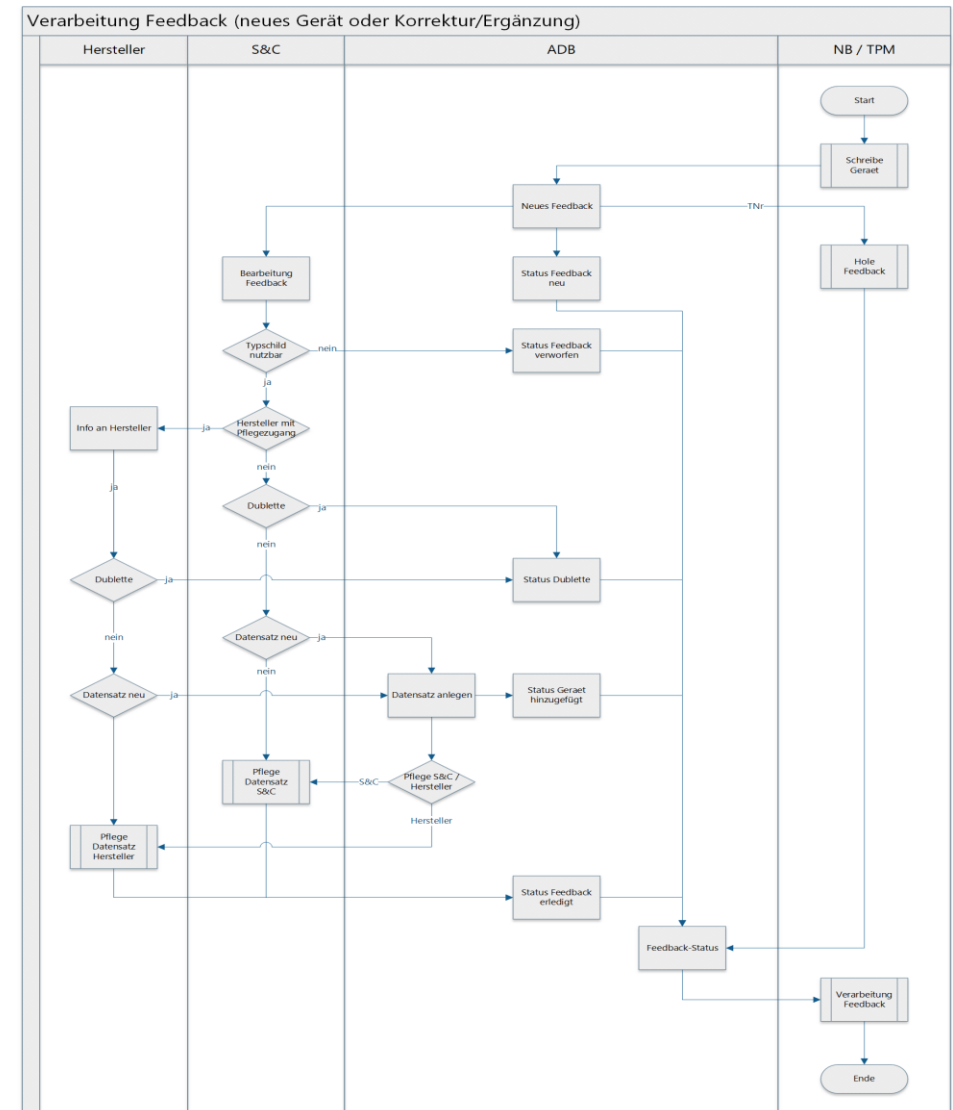 Verarbeitung Feedback (neues Gerät oder Korrektur/Ergänzung)
Hersteller
S&C
ADB
NB / TPM
Start
Schreibe
Geraet
Neues Feedback
TNr
Hole
Feedback
Bearbeitung
Feedback
Status Feedback
neu
Typschild
nutzbar
nein
Status Feedback
verworfen
ja
Info an Hersteller
ja
Hersteller mit
Pflegezugang
nein
ja
Dublette
ja
nein
Dublette
ja
Status Dublette
nein
Datensatz neu
ja
nein
Datensatz neu
ja
Datensatz anlegen
Status Geraet
hinzugefügt
Pflege
Datensatz
S&C
S&C
Pflege S&C /
Hersteller
Hersteller
Pflege
Datensatz
Hersteller
Status Feedback
erledigt
Feedback-Status
Verarbeitung
Feedback
Ende